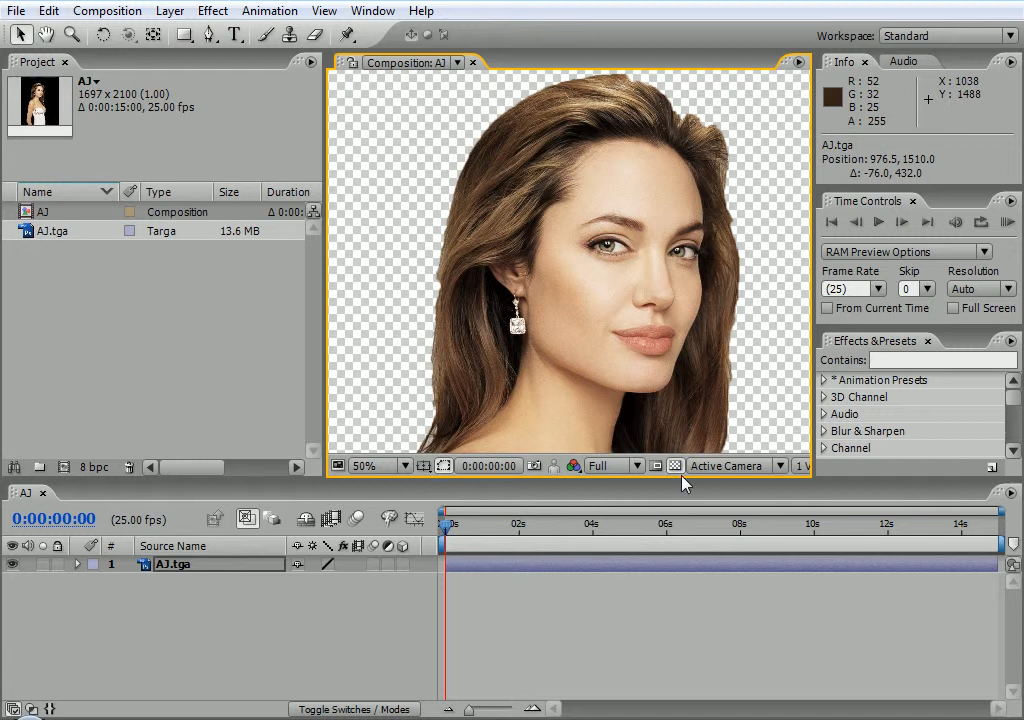 File Edit Composition Layer Effect Animation View Window Help
Workspace: Standard
Project
AJ
1697 x 2100 (1.00)
Δ 0:00:15:00, 25.00 fps
Name Type Size Duration
AJ Composition Δ 0:00:
AJ.tga Targa 13.6 MB
8 bpc
Composition: AJ
50% 0:00:00:00 Full Active Camera 1 V
Info Audio
R : 52 X : 1038
G : 32 Y : 1488
B : 25
A : 255
AJ.tga
Position: 976.5, 1510.0
Δ: -76.0, 432.0
Time Controls
RAM Preview Options
Frame Rate Skip Resolution
(25) 0 Auto
From Current Time Full Screen
Effects & Presets
Contains:
* Animation Presets
3D Channel
Audio
Blur & Sharpen
Channel
AJ
0:00:00:00 (25.00 fps)
0s 02s 04s 06s 08s 10s 12s 14s
# Source Name fx
1 AJ.tga
Toggle Switches / Modes